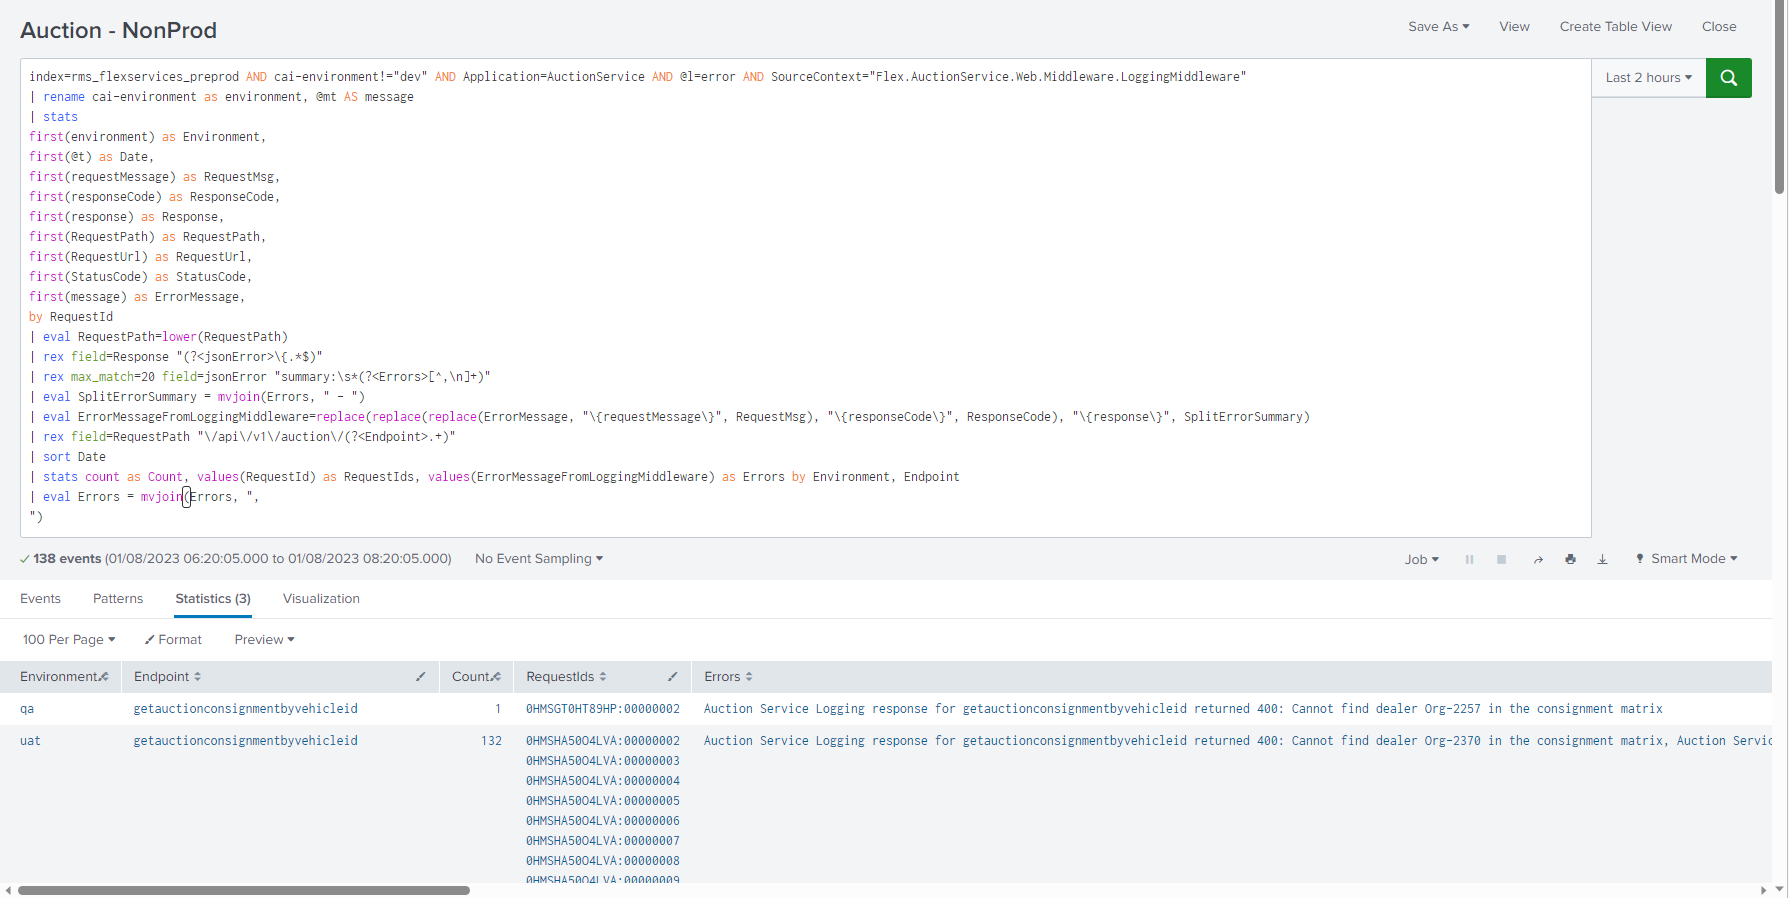 Auction - NonProd
Save As View Create Table View Close
index=rms_flexservices_preprod AND cai-environment!="dev" AND Application=AuctionService AND @l=error AND SourceContext="Flex.AuctionService.Web.Middleware.LoggingMiddleware"
Last 2 hours
| rename cai-environment as environment, @mt AS message
| stats
first(environment) as Environment,
first(@t) as Date,
first(requestMessage) as RequestMsg,
first(responseCode) as ResponseCode,
first(response) as Response,
first(RequestPath) as RequestPath,
first(RequestUrl) as RequestUrl,
first(StatusCode) as StatusCode,
first(message) as ErrorMessage,
by RequestId
| eval RequestPath=lower(RequestPath)
| rex field=Response "(?<jsonError>\{.*$)"
| rex max_match=20 field=jsonError "summary:\s*(?<Errors>[^,\n]+)"
| eval SplitErrorSummary = mvjoin(Errors, " - ")
| eval ErrorMessageFromLoggingMiddleware=replace(replace(replace(ErrorMessage, "\{requestMessage\}", RequestMsg), "\{responseCode\}", ResponseCode), "\{response\}", SplitErrorSummary)
| rex field=RequestPath "\/api\/v1\/auction\/(?<Endpoint>.+)"
| sort Date
| stats count as Count, values(RequestId) as RequestIds, values(ErrorMessageFromLoggingMiddleware) as Errors by Environment, Endpoint
| eval Errors = mvjoin(Errors, ",
")
138 events (01/08/2023 06:20:05.000 to 01/08/2023 08:20:05.000) No Event Sampling Job Smart Mode
Events Patterns Statistics (3) Visualization
100 Per Page Format Preview
Environment Endpoint Count RequestIds Errors
qa getauctionconsignmentbyvehicleid 1 0HMSGT0HT89HP:00000002 Auction Service Logging response for getauctionconsignmentbyvehicleid returned 400: Cannot find dealer Org-2257 in the consignment matrix
uat getauctionconsignmentbyvehicleid 132 0HMSHA50O4LVA:00000002 Auction Service Logging response for getauctionconsignmentbyvehicleid returned 400: Cannot find dealer Org-2370 in the consignment matrix, Auction Servic
0HMSHA50O4LVA:00000003
0HMSHA50O4LVA:00000004
0HMSHA50O4LVA:00000005
0HMSHA50O4LVA:00000006
0HMSHA50O4LVA:00000007
0HMSHA50O4LVA:00000008
0HMSHA50O4LVA:00000009